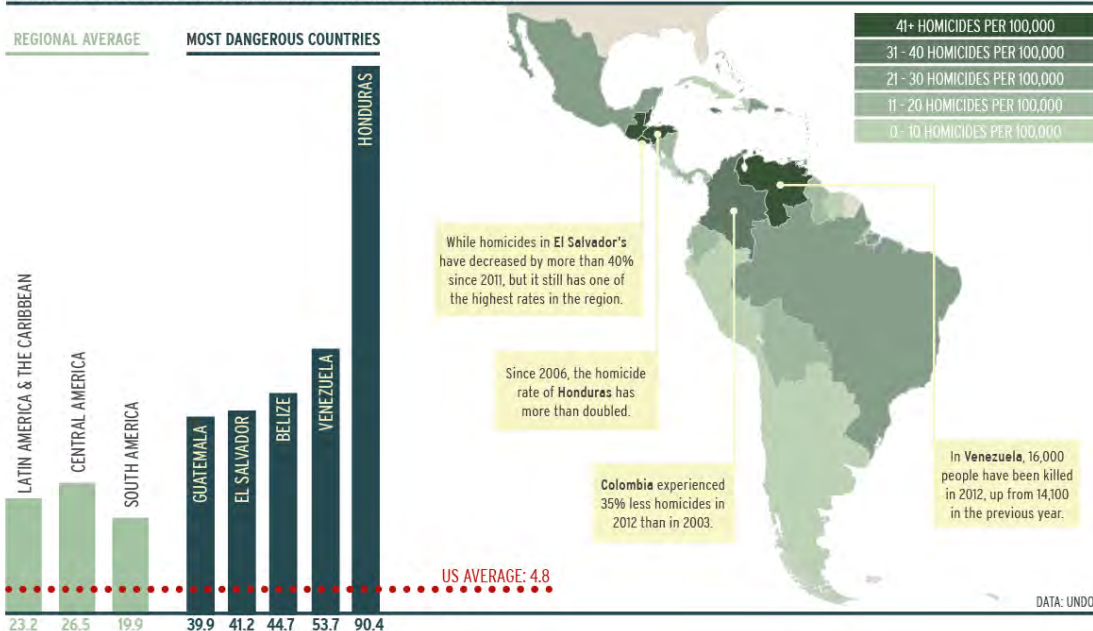 REGIONAL AVERAGE
MOST DANGEROUS COUNTRIES
LATIN AMERICA & THE CARIBBEAN
CENTRAL AMERICA
SOUTH AMERICA
GUATEMALA
EL SALVADOR
BELIZE
VENEZUELA
HONDURAS
US AVERAGE: 4.8
23.2 26.5 19.9 39.9 41.2 44.7 53.7 90.4
41+ HOMICIDES PER 100,000
31 - 40 HOMICIDES PER 100,000
21 - 30 HOMICIDES PER 100,000
11 - 20 HOMICIDES PER 100,000
0 - 10 HOMICIDES PER 100,000
While homicides in El Salvador's
have decreased by more than 40%
since 2011, but it still has one of
the highest rates in the region.
Since 2006, the homicide
rate of Honduras has
more than doubled.
Colombia experienced
35% less homicides in
2012 than in 2003.
In Venezuela, 16,000
people have been killed
in 2012, up from 14,100
in the previous year.
DATA: UNDO